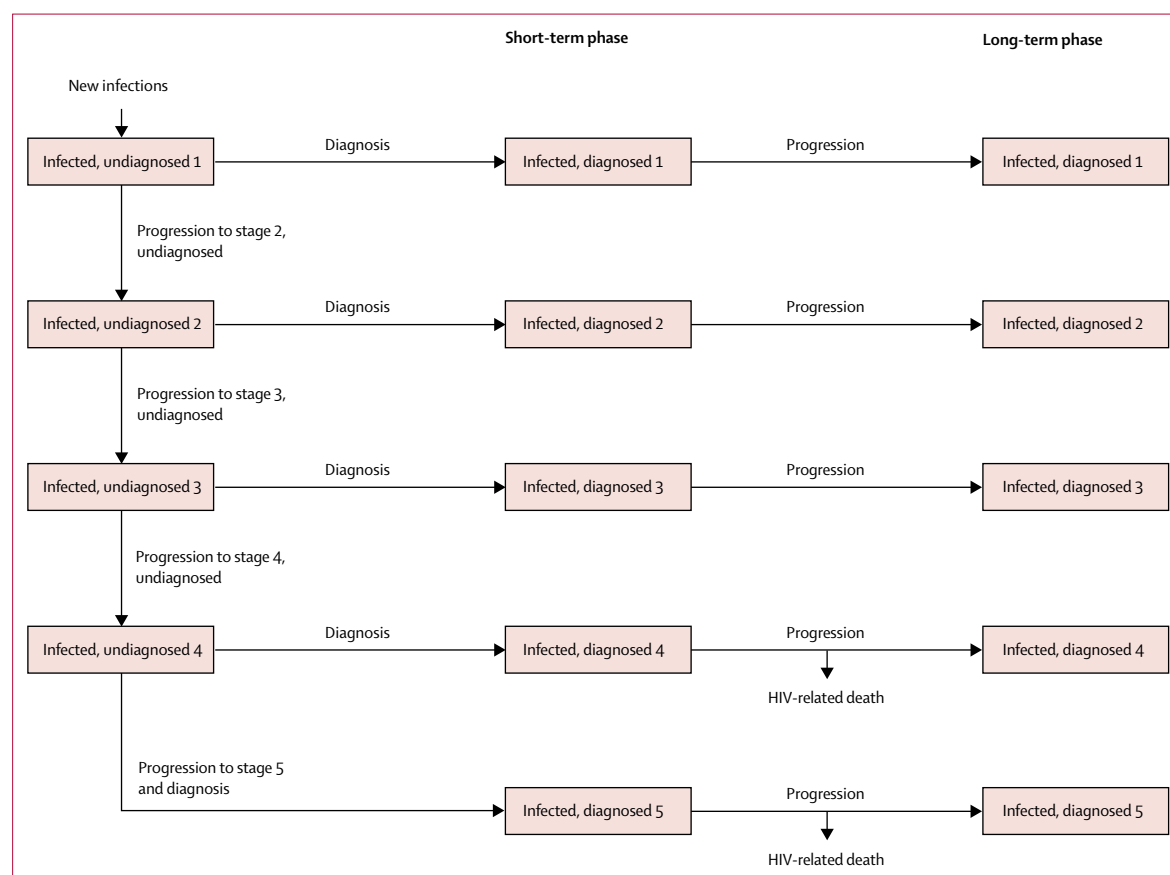 Short-term phase
Long-term phase
New infections
Infected, undiagnosed 1
Diagnosis
Infected, diagnosed 1
Progression
Infected, diagnosed 1
Progression to stage 2,
undiagnosed
Infected, undiagnosed 2
Diagnosis
Infected, diagnosed 2
Progression
Infected, diagnosed 2
Progression to stage 3,
undiagnosed
Infected, undiagnosed 3
Diagnosis
Infected, diagnosed 3
Progression
Infected, diagnosed 3
Progression to stage 4,
undiagnosed
Infected, undiagnosed 4
Diagnosis
Infected, diagnosed 4
Progression
Infected, diagnosed 4
HIV-related death
Progression to stage 5
and diagnosis
Infected, diagnosed 5
Progression
Infected, diagnosed 5
HIV-related death